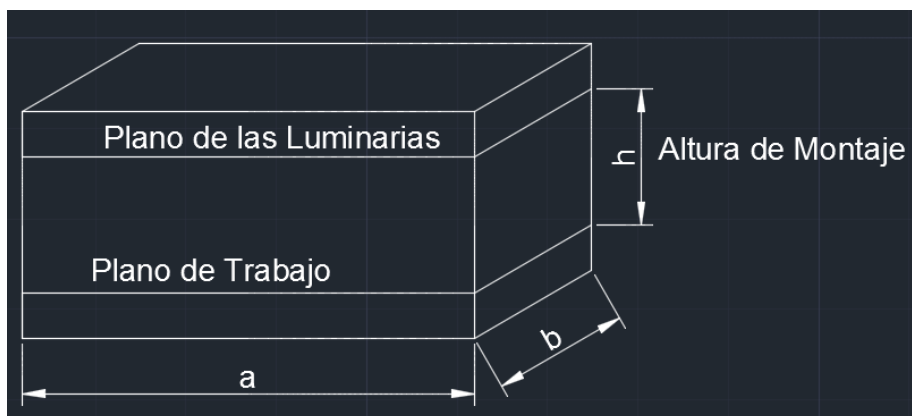 Plano de las Luminarias
h
Altura de Montaje
Plano de Trabajo
b
a